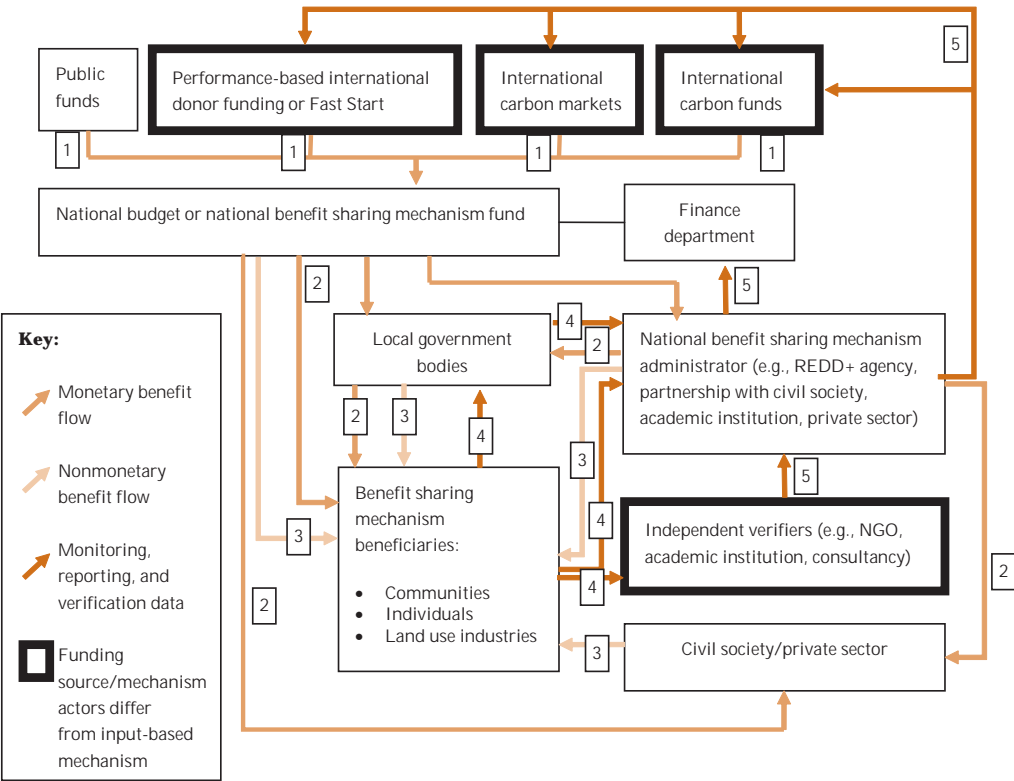 5
Public
funds
Performance-based international
donor funding or Fast Start
International
carbon markets
International
carbon funds
1
1
1
1
National budget or national benefit sharing mechanism fund
Finance
department
2
5
Key:
Monetary benefit
flow
Nonmonetary
benefit flow
Monitoring,
reporting, and
verification data
Funding
source/mechanism
actors differ
from input-based
mechanism
Local government
bodies
4
2
National benefit sharing mechanism
administrator (e.g., REDD+ agency,
partnership with civil society,
academic institution, private sector)
2
3
4
3
5
Benefit sharing
mechanism
beneficiaries:
• Communities
• Individuals
• Land use industries
3
4
4
Independent verifiers (e.g., NGO,
academic institution, consultancy)
2
2
3
Civil society/private sector